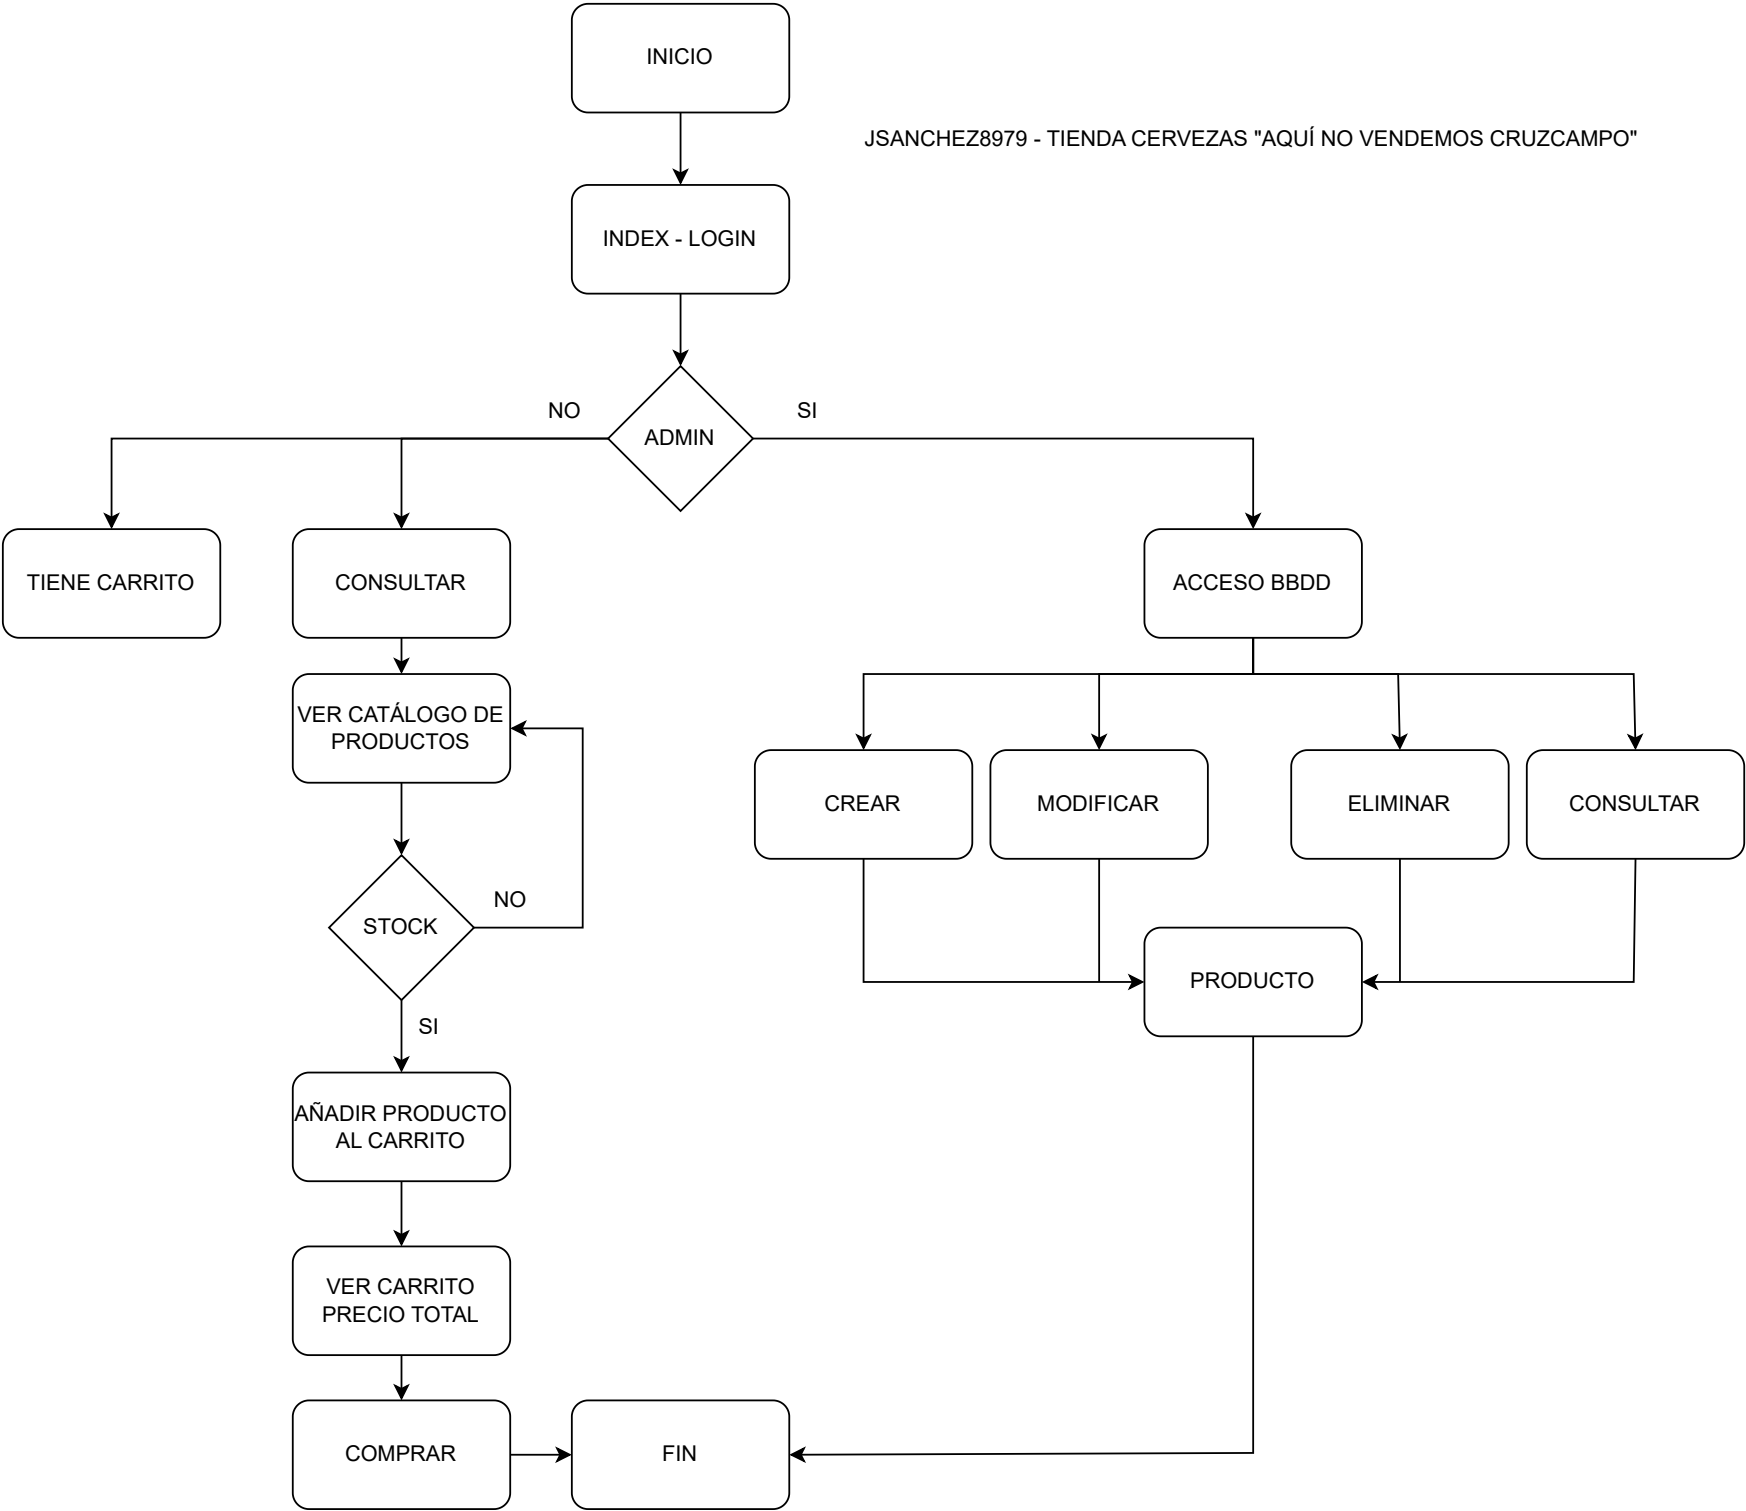 INICIO
JSANCHEZ8979 - TIENDA CERVEZAS "AQUÍ NO VENDEMOS CRUZCAMPO"
INDEX - LOGIN
NO
SI
ADMIN
TIENE CARRITO
CONSULTAR
ACCESO BBDD
VER CATÁLOGO DE
PRODUCTOS
CREAR
MODIFICAR
ELIMINAR
CONSULTAR
NO
STOCK
PRODUCTO
SI
AÑADIR PRODUCTO
AL CARRITO
VER CARRITO
PRECIO TOTAL
COMPRAR
FIN